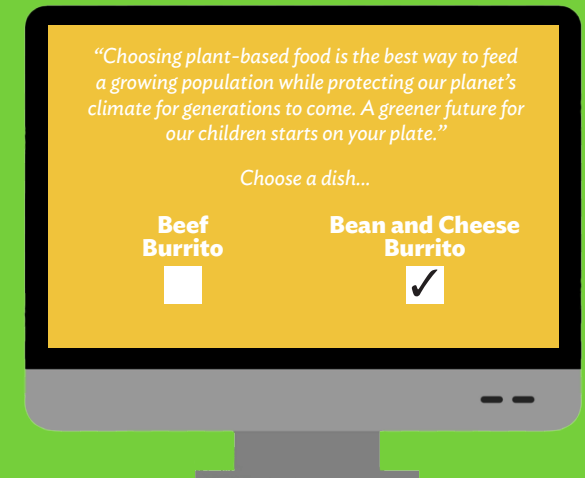 “Choosing plant-based food is the best way to feed
a growing population while protecting our planet’s
climate for generations to come. A greener future for
our children starts on your plate.”
Choose a dish...
Beef
Burrito
Bean and Cheese
Burrito